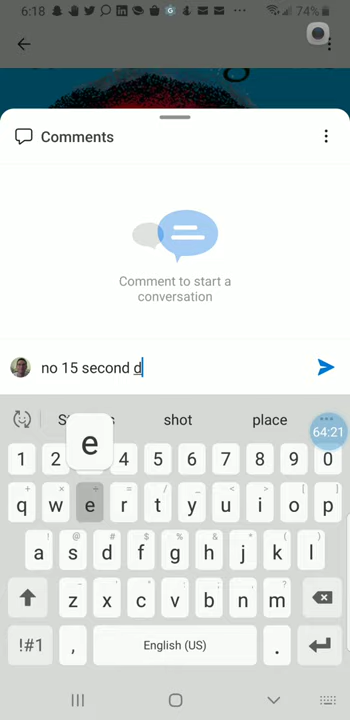 6:18
74%
Comments
Comment to start a
conversation
no 15 second d
shot
place
64:21
e
1 2 4 5 6 7 8 9 0
+ × ÷ = / _ < > [ ]
q w e r t y u i o p
@ # $ % & * ( )
a s d f g h j k l
- ' " : ; , ?
z x c v b n m
!#1 , English (US) .